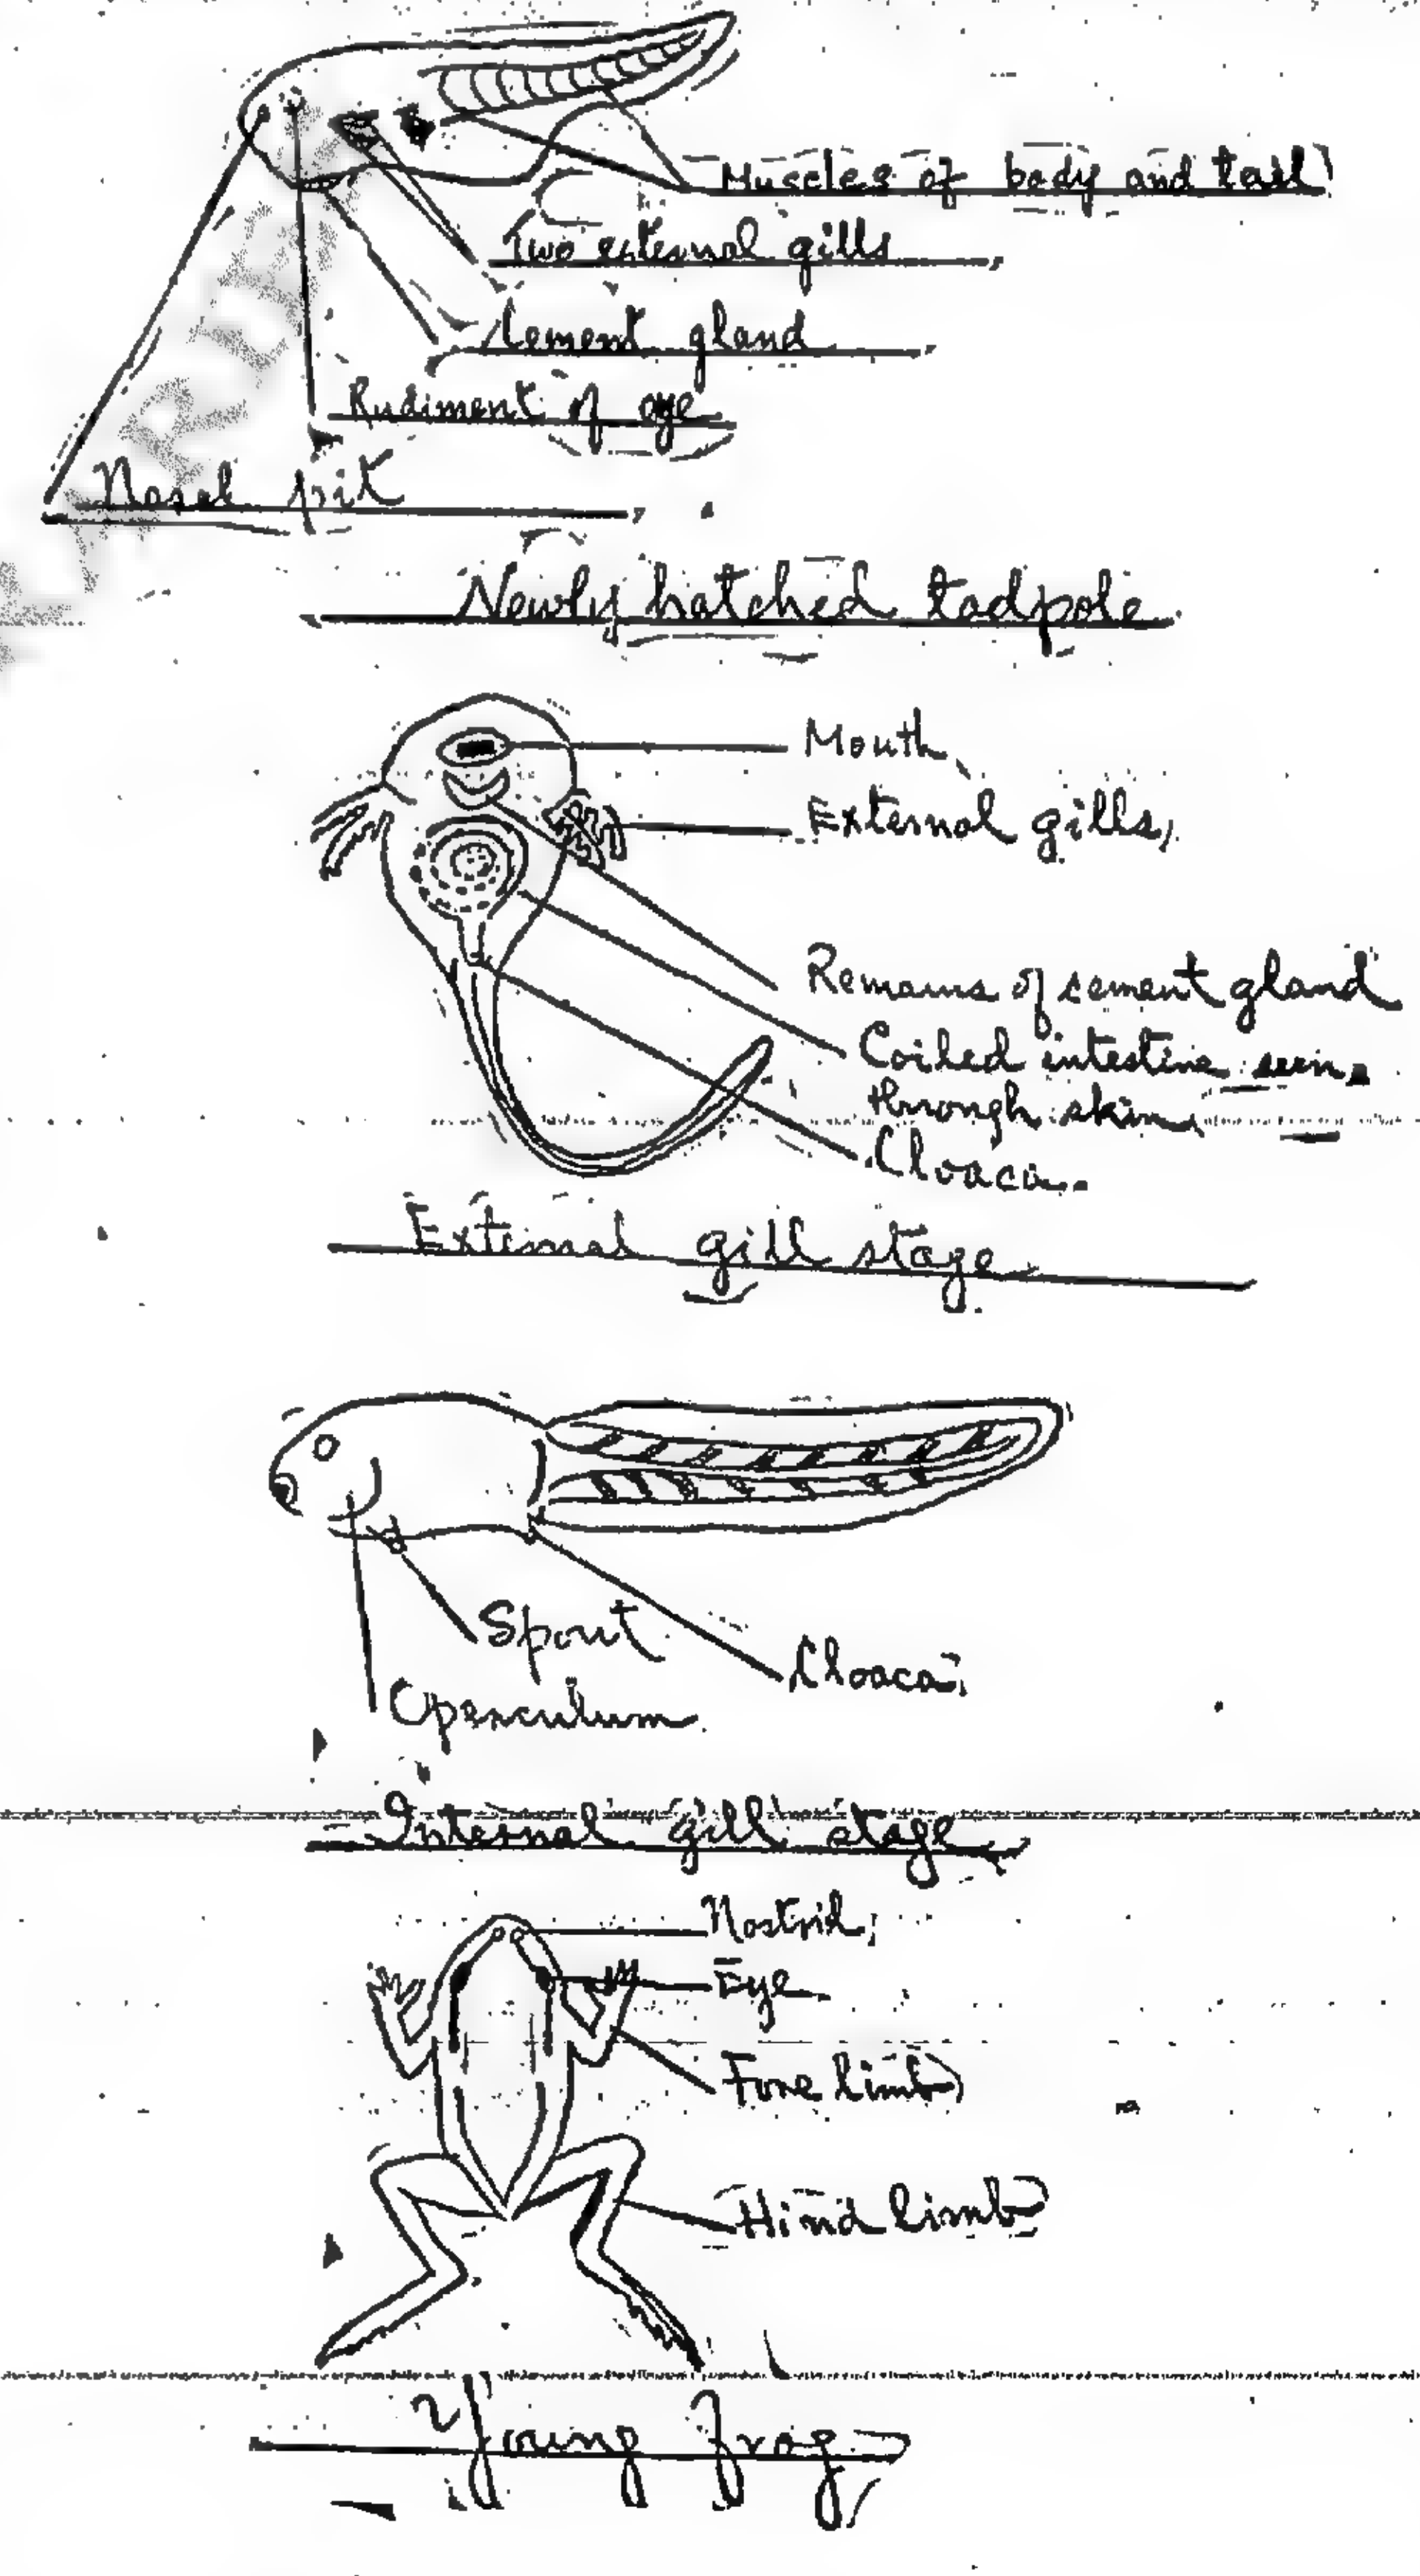 Muscles of body and tail
Two external gills,
Cement gland,
Rudiment of eye
Nasal pit,
Newly hatched tadpole.
Mouth,
External gills,
Remains of cement gland
Coiled intestine seen
through skin,
Cloaca.
External gill stage
Spout
Cloaca,
Operculum.
Internal gill stage
Nostril,
Eye
Fore limb
Hind limb
Young frog